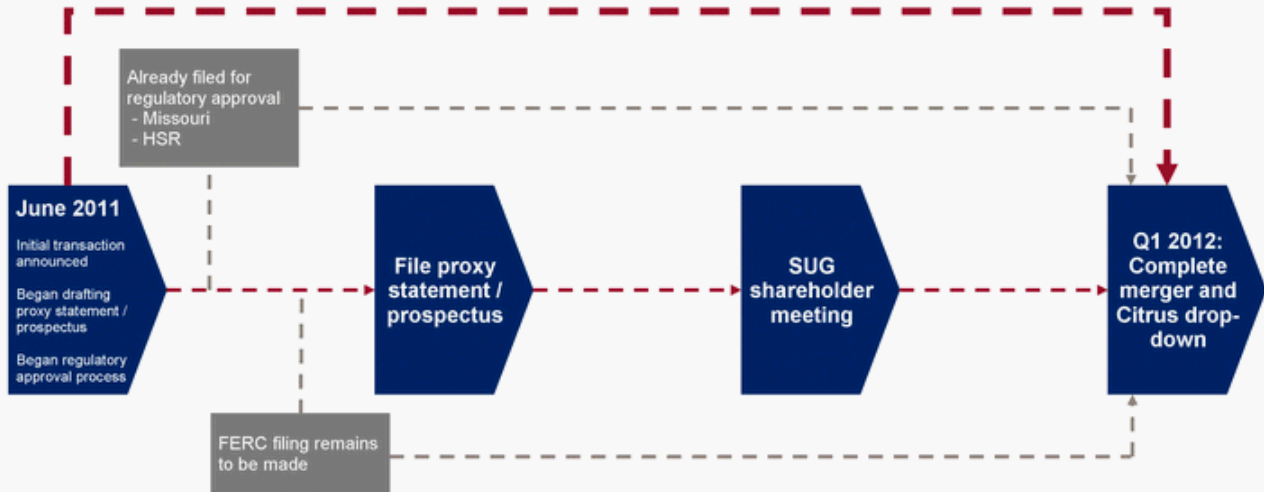 Already filed for
regulatory approval
- Missouri
- HSR
June 2011
Initial transaction
announced
Began drafting
proxy statement /
prospectus
Began regulatory
approval process
File proxy
statement /
prospectus
SUG
shareholder
meeting
Q1 2012:
Complete
merger and
Citrus drop-
down
FERC filing remains
to be made